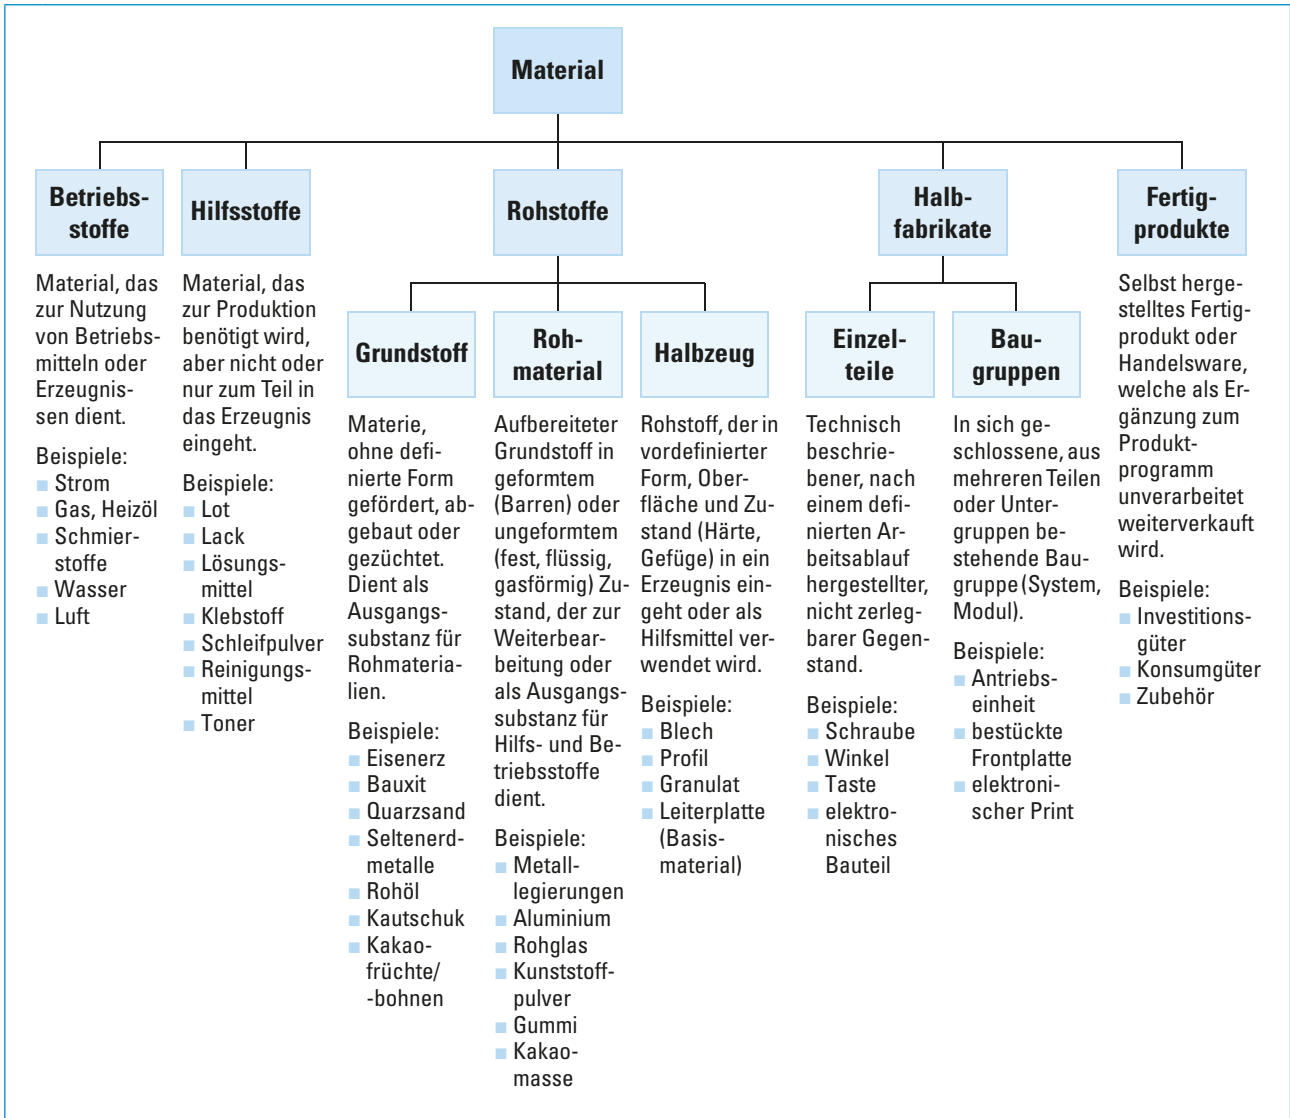 Material
Betriebs-
stoffe
Hilfsstoffe
Rohstoffe
Halb-
fabrikate
Fertig-
produkte
Material, das
zur Nutzung
von Betriebs-
mitteln oder
Erzeugnis-
sen dient.
Beispiele:
Strom
Gas, Heizöl
Schmier-
stoffe
Wasser
Luft
Material, das
zur Produktion
benötigt wird,
aber nicht oder
nur zum Teil in
das Erzeugnis
eingeht.
Beispiele:
Lot
Lack
Lösungs-
mittel
Klebstoff
Schleifpulver
Reinigungs-
mittel
Toner
Grundstoff
Materie,
ohne defi-
nierte Form
gefördert, ab-
gebaut oder
gezüchtet.
Dient als
Ausgangs-
substanz für
Rohmateria-
lien.
Beispiele:
Eisenerz
Bauxit
Quarzsand
Seltenerd-
metalle
Rohöl
Kautschuk
Kakao-
früchte/
-bohnen
Roh-
material
Aufbereiteter
Grundstoff in
geformtem
(Barren) oder
ungeformtem
(fest, flüssig,
gasförmig) Zu-
stand, der zur
Weiterbear-
beitung oder
als Ausgangs-
substanz für
Hilfs- und Be-
triebsstoffe
dient.
Beispiele:
Metall-
legierungen
Aluminium
Rohglas
Kunststoff-
pulver
Gummi
Kakao-
masse
Halbzeug
Rohstoff, der in
vordefinierter
Form, Ober-
fläche und Zu-
stand (Härte,
Gefüge) in ein
Erzeugnis ein-
geht oder als
Hilfsmittel ver-
wendet wird.
Beispiele:
Blech
Profil
Granulat
Leiterplatte
(Basis-
material)
Einzel-
teile
Technisch
beschrie-
bener, nach
einem defi-
nierten Ar-
beitsablauf
hergestellter,
nicht zerleg-
barer Gegen-
stand.
Beispiele:
Schraube
Winkel
Taste
elektro-
nisches
Bauteil
Bau-
gruppen
In sich ge-
schlossene, aus
mehreren Teilen
oder Unter-
gruppen be-
stehende Bau-
gruppe (System,
Modul).
Beispiele:
Antriebs-
einheit
bestückte
Frontplatte
elektroni-
scher Print
Selbst herge-
stelltes Fertig-
produkt oder
Handelsware,
welche als Er-
gänzung zum
Produkt-
programm
unverarbeitet
weiterverkauft
wird.
Beispiele:
Investitions-
güter
Konsumgüter
Zubehör